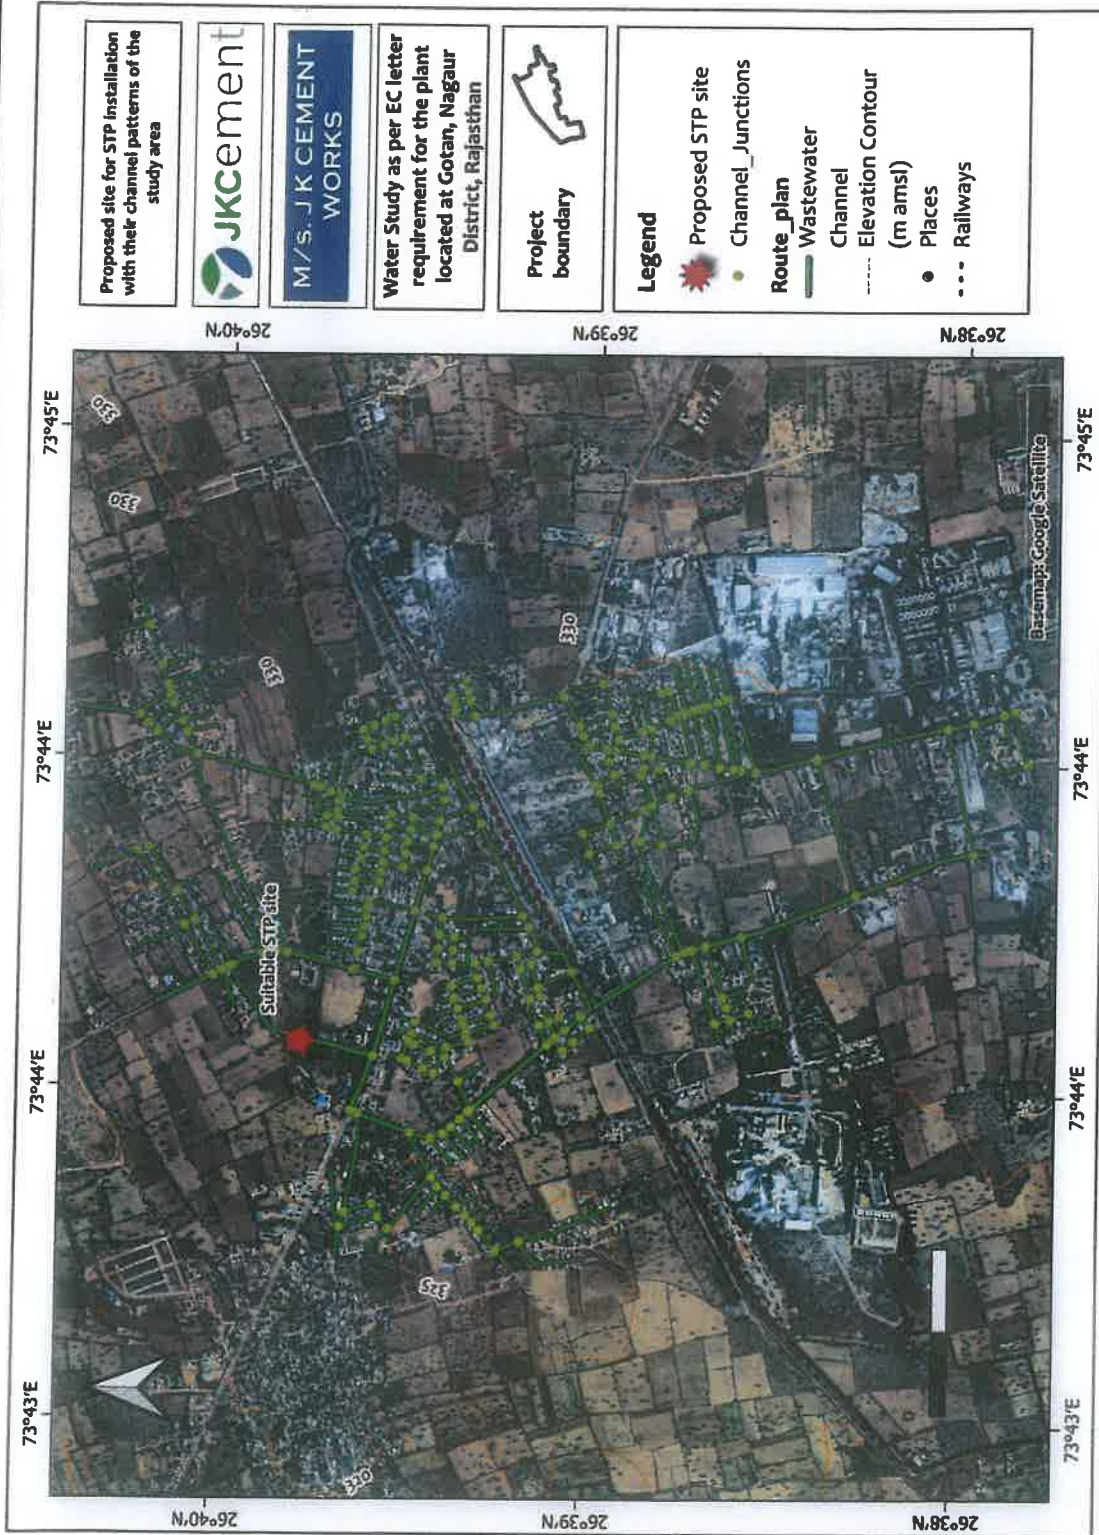 Proposed site for STP installation
with their channel patterns of the
study area
JKcement
M/s. J K CEMENT
WORKS
Water Study as per EC letter
requirement for the plant
located at Gotan, Nagaur
District, Rajasthan
Project
boundary
Legend
Proposed STP site
Channel_Junctions
Route_plan
Wastewater
Channel
Elevation Contour
(m amsl)
Places
Railways
73°43'E
73°44'E
73°44'E
73°45'E
26°40'N
26°39'N
26°38'N
26°40'N
26°39'N
26°38'N
330
330
330
330
325
320
Suitable STP site
Basemap: Google Satellite
73°43'E
73°44'E
73°44'E
73°45'E